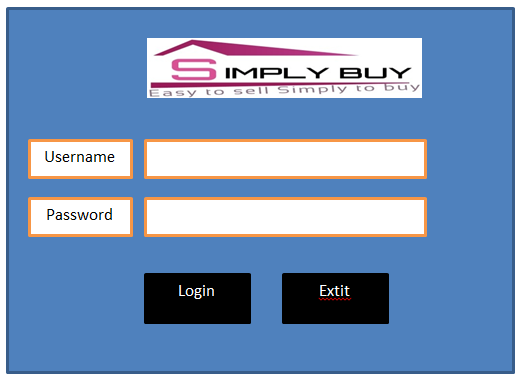 SIMPLY BUY
Easy to sell Simply to buy
Username
Password
Login Extit